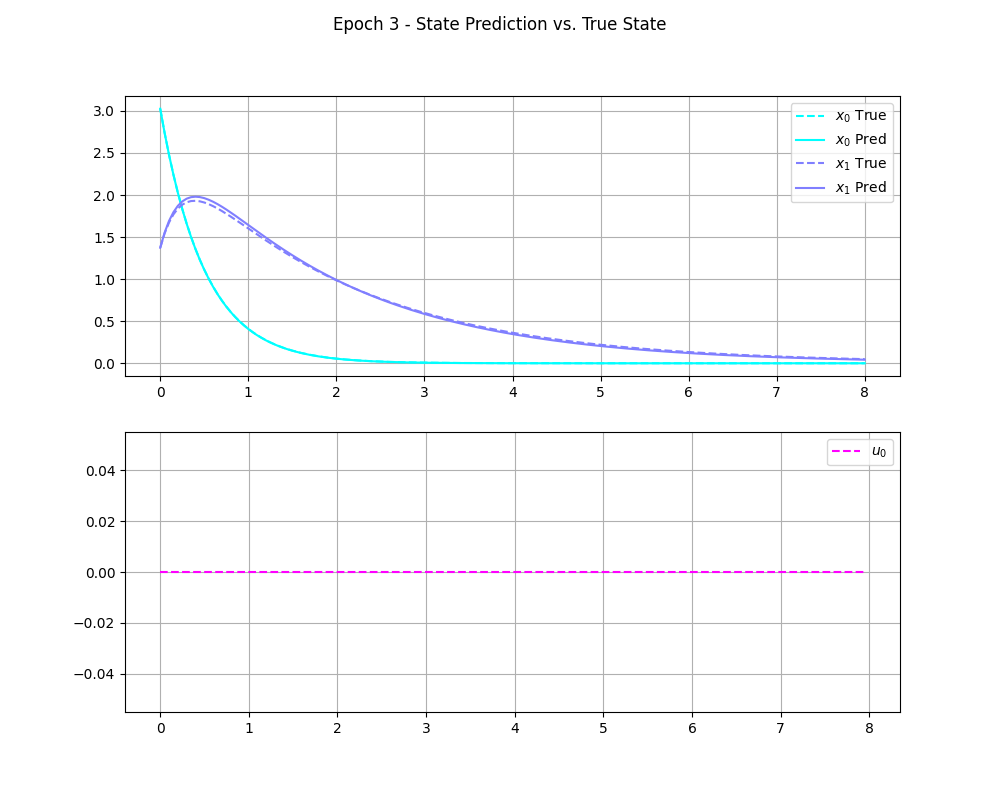 Epoch 3 - State Prediction vs. True State
3.0
2.5
2.0
1.5
1.0
0.5
0.0
x₀ True
x₀ Pred
x₁ True
x₁ Pred
0 1 2 3 4 5 6 7 8
0.04
0.02
0.00
−0.02
−0.04
u₀
0 1 2 3 4 5 6 7 8